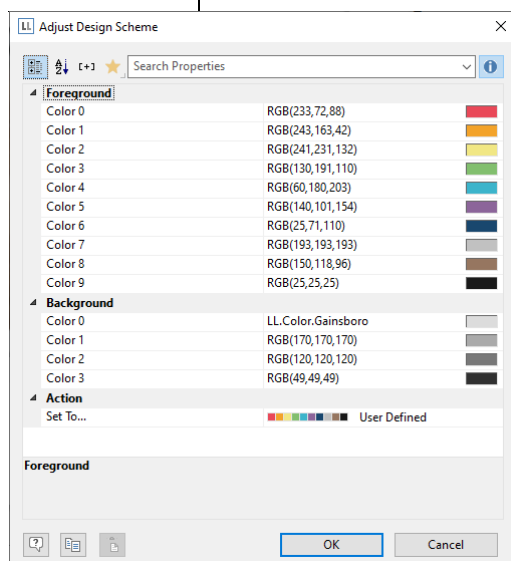 LL Adjust Design Scheme
Search Properties
Foreground
Color 0 RGB(233,72,88)
Color 1 RGB(243,163,42)
Color 2 RGB(241,231,132)
Color 3 RGB(130,191,110)
Color 4 RGB(60,180,203)
Color 5 RGB(140,101,154)
Color 6 RGB(25,71,110)
Color 7 RGB(193,193,193)
Color 8 RGB(150,118,96)
Color 9 RGB(25,25,25)
Background
Color 0 LL.Color.Gainsboro
Color 1 RGB(170,170,170)
Color 2 RGB(120,120,120)
Color 3 RGB(49,49,49)
Action
Set To... User Defined
Foreground
OK Cancel